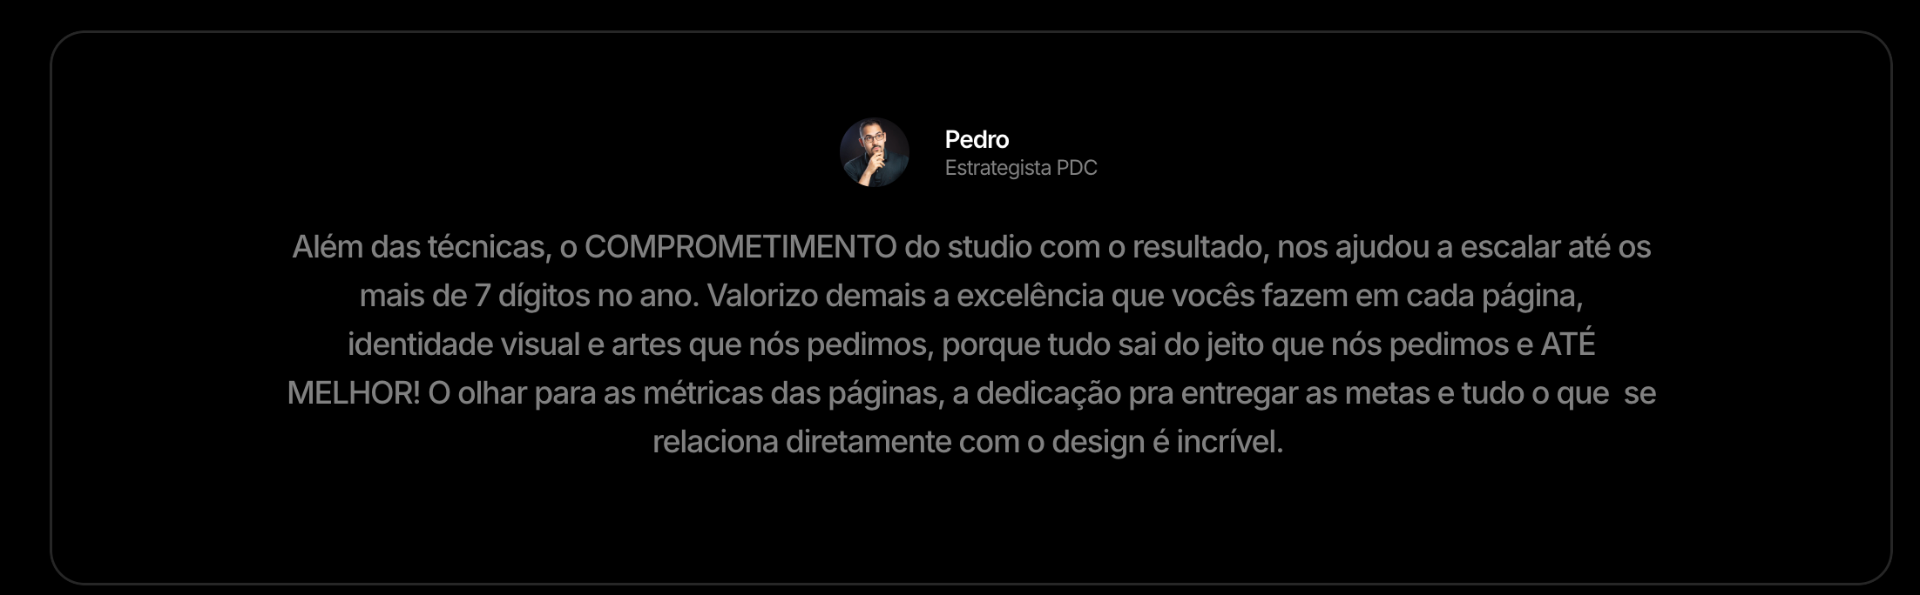 Pedro
Estrategista PDC
Além das técnicas, o COMPROMETIMENTO do studio com o resultado, nos ajudou a escalar até os
mais de 7 dígitos no ano. Valorizo demais a excelência que vocês fazem em cada página,
identidade visual e artes que nós pedimos, porque tudo sai do jeito que nós pedimos e ATÉ
MELHOR! O olhar para as métricas das páginas, a dedicação pra entregar as metas e tudo o que  se
relaciona diretamente com o design é incrível.